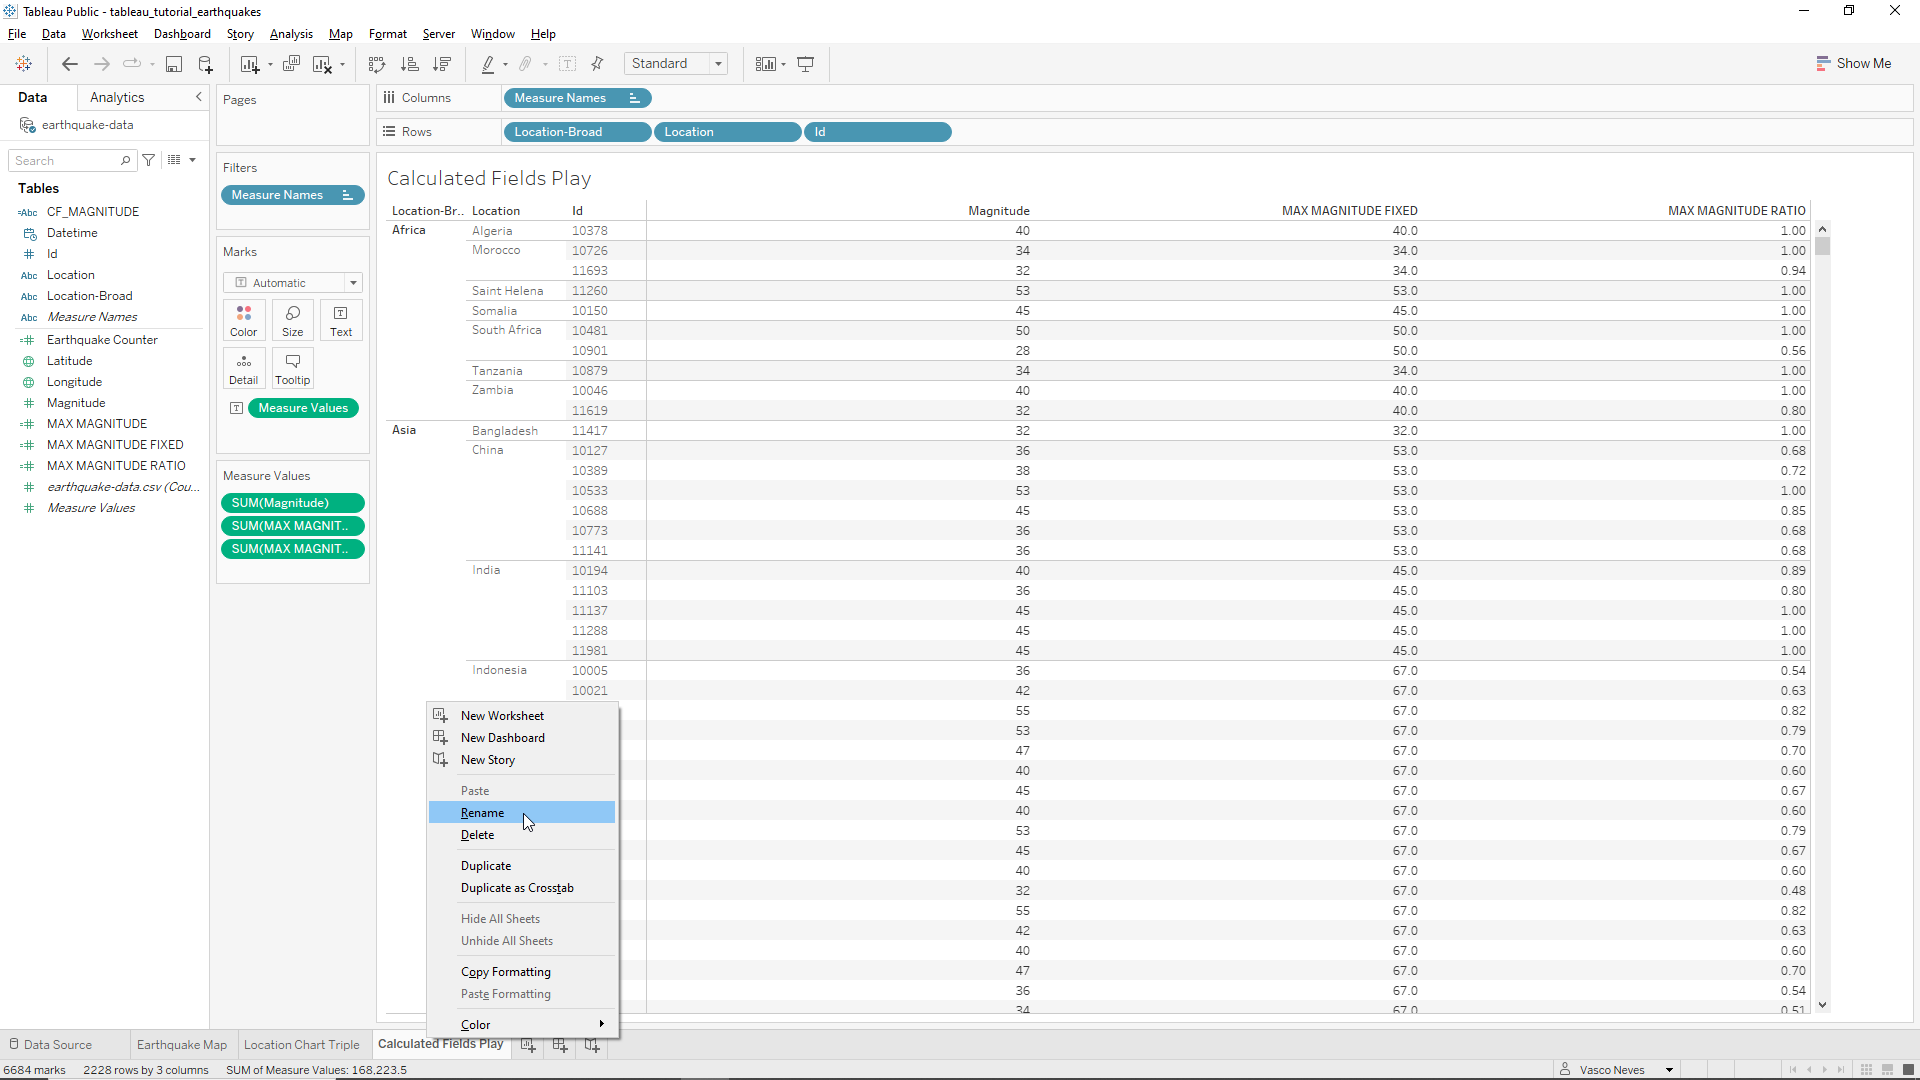 Tableau Public - tableau_tutorial_earthquakes
File Data Worksheet Dashboard Story Analysis Map Format Server Window Help
Standard
Show Me
Data Analytics
earthquake-data
Search
Tables
Abc CF_MAGNITUDE
Datetime
Id
Abc Location
Abc Location-Broad
Abc Measure Names
Earthquake Counter
Latitude
Longitude
Magnitude
MAX MAGNITUDE
MAX MAGNITUDE FIXED
MAX MAGNITUDE RATIO
earthquake-data.csv (Cou...
Measure Values
Pages
Filters
Measure Names
Marks
Automatic
Color Size Text
Detail Tooltip
Measure Values
Measure Values
SUM(Magnitude)
SUM(MAX MAGNIT..
SUM(MAX MAGNIT..
Columns Measure Names
Rows Location-Broad Location Id
Calculated Fields Play
Location-Br.. Location Id Magnitude MAX MAGNITUDE FIXED MAX MAGNITUDE RATIO
Africa Algeria 10378 40 40.0 1.00
Morocco 10726 34 34.0 1.00
11693 32 34.0 0.94
Saint Helena 11260 53 53.0 1.00
Somalia 10150 45 45.0 1.00
South Africa 10481 50 50.0 1.00
10901 28 50.0 0.56
Tanzania 10879 34 34.0 1.00
Zambia 10046 40 40.0 1.00
11619 32 40.0 0.80
Asia Bangladesh 11417 32 32.0 1.00
China 10127 36 53.0 0.68
10389 38 53.0 0.72
10533 53 53.0 1.00
10688 45 53.0 0.85
10773 36 53.0 0.68
11141 36 53.0 0.68
India 10194 40 45.0 0.89
11103 36 45.0 0.80
11137 45 45.0 1.00
11288 45 45.0 1.00
11981 45 45.0 1.00
Indonesia 10005 36 67.0 0.54
10021 42 67.0 0.63
55 67.0 0.82
53 67.0 0.79
47 67.0 0.70
40 67.0 0.60
45 67.0 0.67
40 67.0 0.60
53 67.0 0.79
45 67.0 0.67
40 67.0 0.60
32 67.0 0.48
55 67.0 0.82
42 67.0 0.63
40 67.0 0.60
47 67.0 0.70
36 67.0 0.54
34 67.0 0.51
New Worksheet
New Dashboard
New Story
Paste
Rename
Delete
Duplicate
Duplicate as Crosstab
Hide All Sheets
Unhide All Sheets
Copy Formatting
Paste Formatting
Color
Data Source Earthquake Map Location Chart Triple Calculated Fields Play
6684 marks 2228 rows by 3 columns SUM of Measure Values: 168,223.5 Vasco Neves